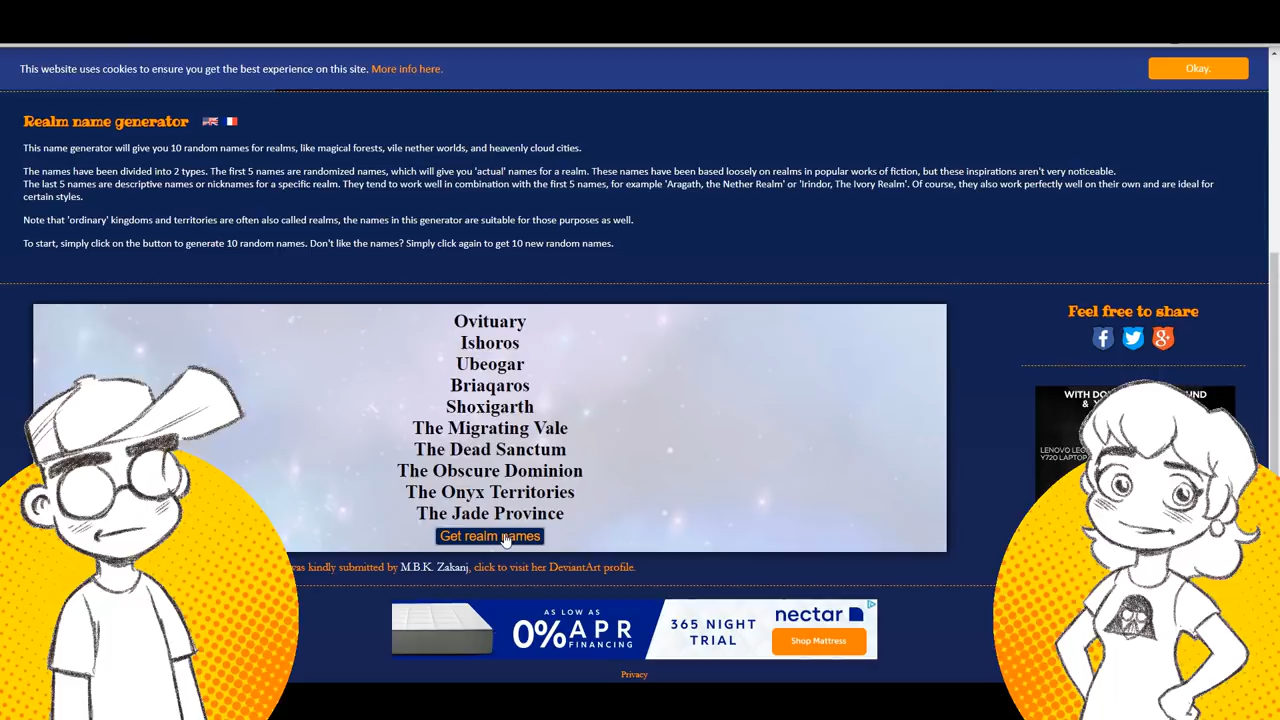 This website uses cookies to ensure you get the best experience on this site. More info here.
Okay.
Realm name generator
This name generator will give you 10 random names for realms, like magical forests, vile nether worlds, and heavenly cloud cities.
The names have been divided into 2 types. The first 5 names are randomized names, which will give you 'actual' names for a realm. These names have been based loosely on realms in popular works of fiction, but these inspirations aren't very noticeable.
The last 5 names are descriptive names or nicknames for a specific realm. They tend to work well in combination with the first 5 names, for example 'Aragath, the Nether Realm' or 'Irindor, The Ivory Realm'. Of course, they also work perfectly well on their own and are ideal for
certain styles.
Note that 'ordinary' kingdoms and territories are often also called realms, the names in this generator are suitable for those purposes as well.
To start, simply click on the button to generate 10 random names. Don't like the names? Simply click again to get 10 new random names.
Ovituary
Ishoros
Ubeogar
Briaqaros
Shoxigarth
The Migrating Vale
The Dead Sanctum
The Obscure Dominion
The Onyx Territories
The Jade Province
Get realm names
was kindly submitted by M.B.K. Zakanj, click to visit her DeviantArt profile.
Feel free to share
WITH
&
LENOVO
Y720
AS LOW AS
0% APR
FINANCING
365 NIGHT
TRIAL
nectar
Shop Mattress
Privacy